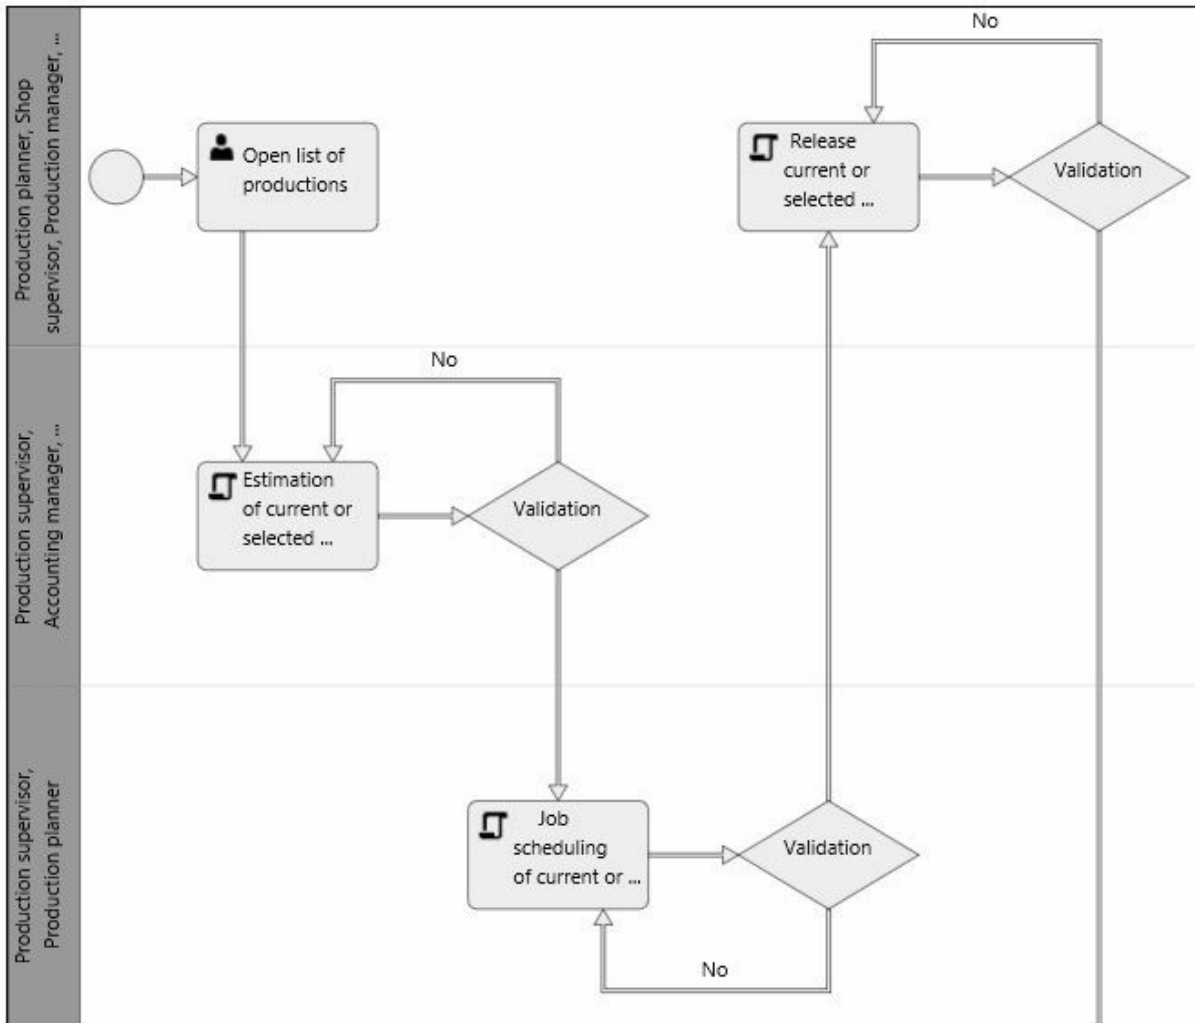 Production planner, Shop
supervisor, Production manager, ...
No
Open list of
productions
Release
current or
selected ...
Validation
Production supervisor,
Accounting manager, ...
No
Estimation
of current or
selected ...
Validation
Production supervisor,
Production planner
Job
scheduling
of current or ...
Validation
No